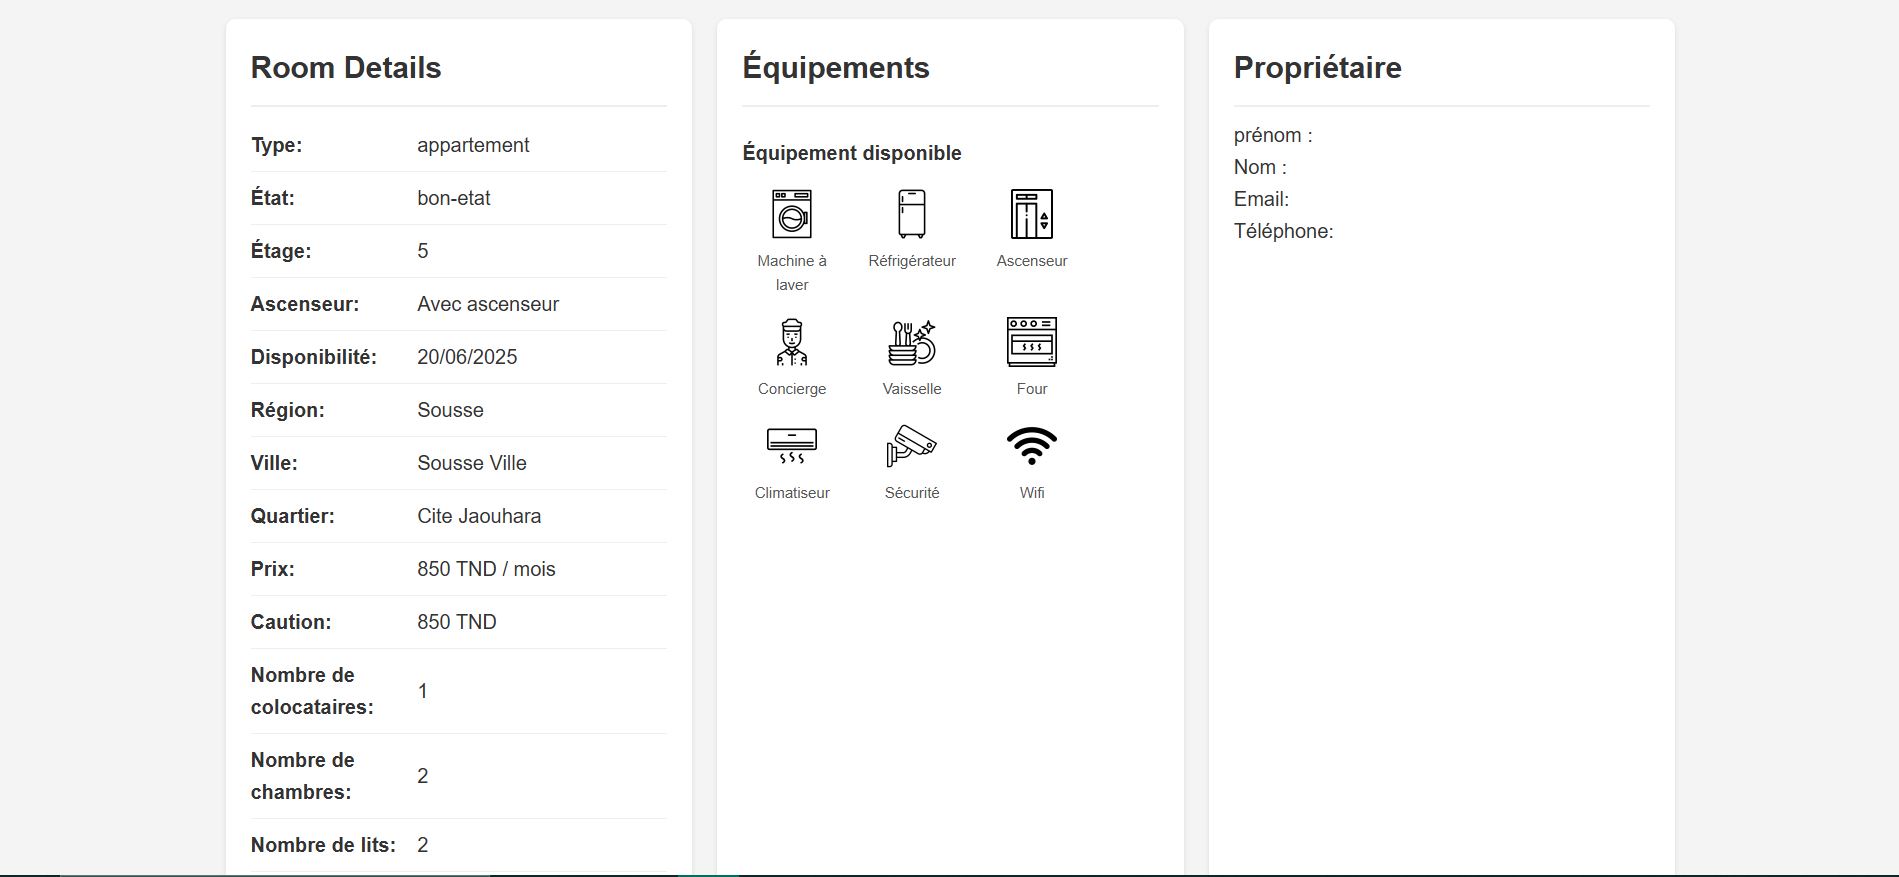 Room Details
Type: appartement
État: bon-etat
Étage: 5
Ascenseur: Avec ascenseur
Disponibilité: 20/06/2025
Région: Sousse
Ville: Sousse Ville
Quartier: Cite Jaouhara
Prix: 850 TND / mois
Caution: 850 TND
Nombre de
colocataires: 1
Nombre de
chambres: 2
Nombre de lits: 2
Équipements
Équipement disponible
Machine à
laver
Réfrigérateur
Ascenseur
Concierge
Vaisselle
Four
Climatiseur
Sécurité
Wifi
Propriétaire
prénom :
Nom :
Email:
Téléphone: